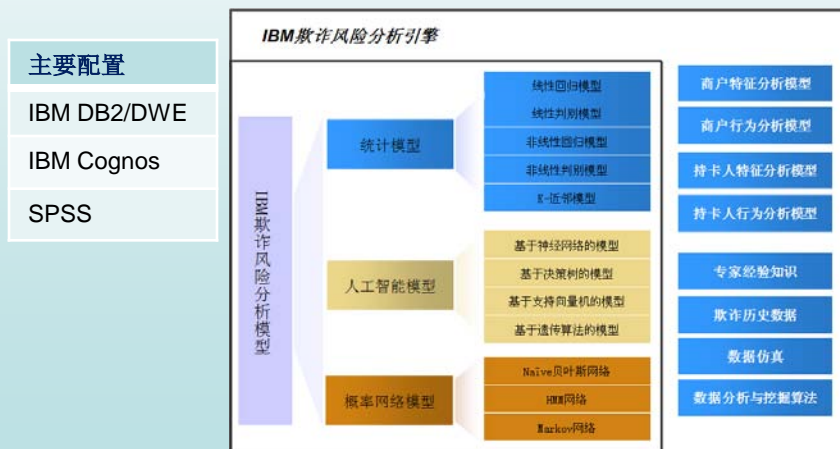 IBM欺诈风险分析引擎
主要配置
IBM DB2/DWE
IBM Cognos
SPSS
IBM欺诈风险分析模型
统计模型
线性回归模型
线性判别模型
非线性回归模型
非线性判别模型
K-近邻模型
人工智能模型
基于神经网络的模型
基于决策树的模型
基于支持向量机的模型
基于遗传算法的模型
概率网络模型
Naïve贝叶斯网络
HMM网络
Markov网络
商户特征分析模型
商户行为分析模型
持卡人特征分析模型
持卡人行为分析模型
专家经验知识
欺诈历史数据
数据仿真
数据分析与挖掘算法